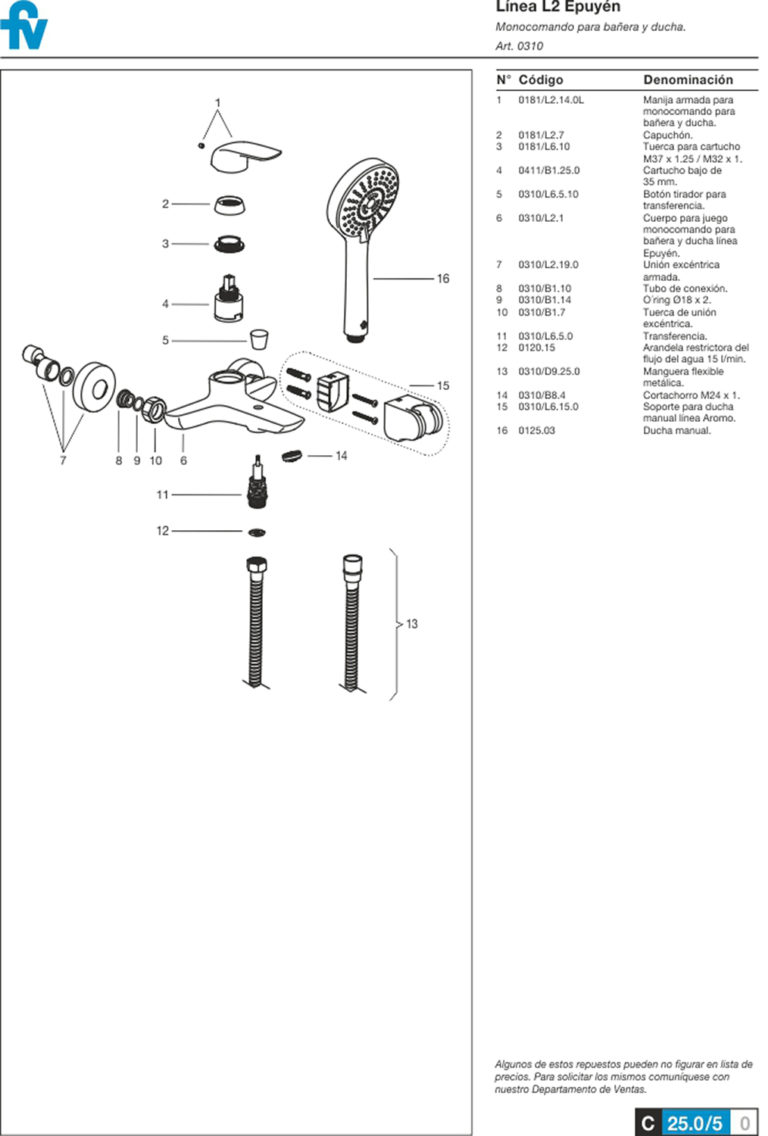 fv
Línea L2 Epuyén
Monocomando para bañera y ducha.
Art. 0310
N° Código Denominación
1 0181/L2.14.0L Manija armada para
monocomando para
bañera y ducha.
2 0181/L2.7 Capuchón.
3 0181/L6.10 Tuerca para cartucho
M37 x 1.25 / M32 x 1.
4 0411/B1.25.0 Cartucho bajo de
35 mm.
5 0310/L6.5.10 Botón tirador para
transferencia.
6 0310/L2.1 Cuerpo para juego
monocomando para
bañera y ducha línea
Epuyén.
7 0310/L2.19.0 Unión excéntrica
armada.
8 0310/B1.10 Tubo de conexión.
9 0310/B1.14 O´ring Ø18 x 2.
10 0310/B1.7 Tuerca de unión
excéntrica.
11 0310/L6.5.0 Transferencia.
12 0120.15 Arandela restrictora del
flujo del agua 15 l/min.
13 0310/D9.25.0 Manguera flexible
metálica.
14 0310/B8.4 Cortachorro M24 x 1.
15 0310/L6.15.0 Soporte para ducha
manual línea Aromo.
16 0125.03 Ducha manual.
1
2
3
16
4
5
15
7 8 9 10 6
14
11
12
13
Algunos de estos repuestos pueden no figurar en lista de
precios. Para solicitar los mismos comuníquese con
nuestro Departamento de Ventas.
C 25.0/5 0